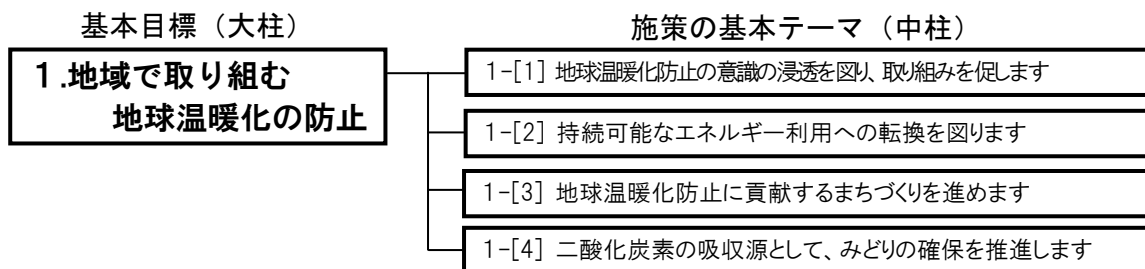 基本目標（大柱）
施策の基本テーマ（中柱）
１.地域で取り組む
地球温暖化の防止
1-[1] 地球温暖化防止の意識の浸透を図り、取り組みを促します
1-[2] 持続可能なエネルギー利用への転換を図ります
1-[3] 地球温暖化防止に貢献するまちづくりを進めます
1-[4] 二酸化炭素の吸収源として、みどりの確保を推進します